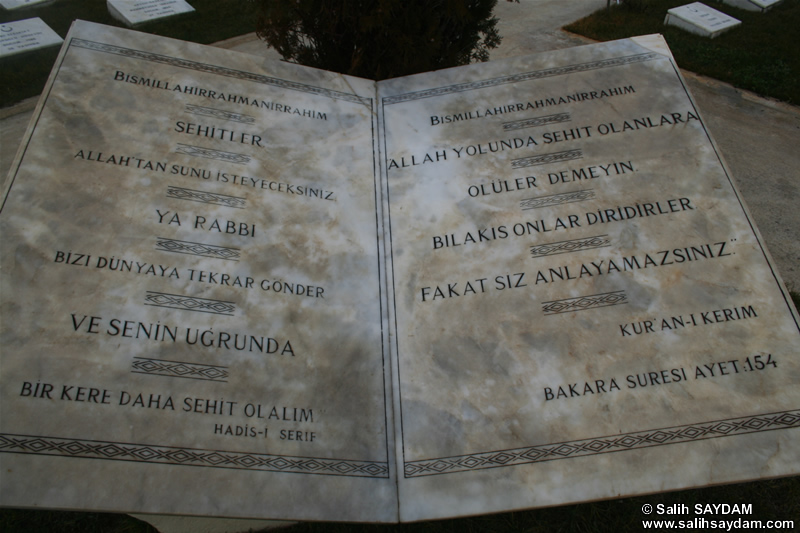 BISMILLAHIRRAHMANIRRAHIM
SEHITLER
ALLAH'TAN SUNU ISTEYECEKSINIZ
YA RABBI
BIZI DUNYAYA TEKRAR GÖNDER
VE SENIN UĞRUNDA
BIR KERE DAHA SEHIT OLALIM.
HADIS-I SERIF
BISMILLAHIRRAHMANIRRAHIM
ALLAH YOLUNDA SEHIT OLANLARA
OLULER DEMEYIN.
BILAKIS ONLAR DIRIDIRLER
FAKAT SIZ ANLAYAMAZSINIZ."
KUR'AN-I KERIM
BAKARA SURESI AYET:154
© Salih SAYDAM
www.salihsaydam.com